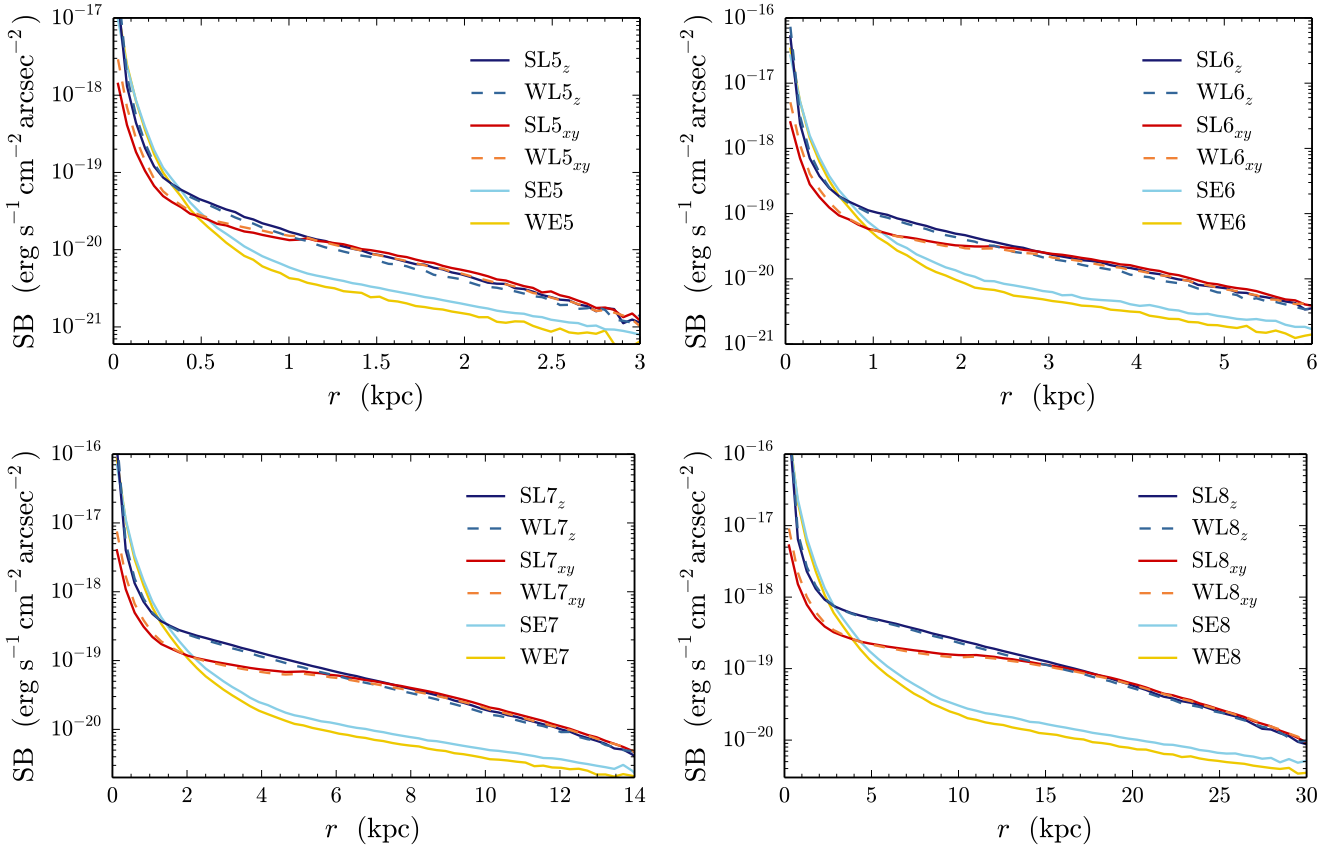 SB (erg s⁻¹ cm⁻² arcsec⁻²)
10⁻¹⁷
10⁻¹⁸
10⁻¹⁹
10⁻²⁰
10⁻²¹
SL5_z
WL5_z
SL5_xy
WL5_xy
SE5
WE5
0 0.5 1 1.5 2 2.5 3
r (kpc)
SB (erg s⁻¹ cm⁻² arcsec⁻²)
10⁻¹⁶
10⁻¹⁷
10⁻¹⁸
10⁻¹⁹
10⁻²⁰
10⁻²¹
SL6_z
WL6_z
SL6_xy
WL6_xy
SE6
WE6
0 1 2 3 4 5 6
r (kpc)
SB (erg s⁻¹ cm⁻² arcsec⁻²)
10⁻¹⁶
10⁻¹⁷
10⁻¹⁸
10⁻¹⁹
10⁻²⁰
SL7_z
WL7_z
SL7_xy
WL7_xy
SE7
WE7
0 2 4 6 8 10 12 14
r (kpc)
SB (erg s⁻¹ cm⁻² arcsec⁻²)
10⁻¹⁶
10⁻¹⁷
10⁻¹⁸
10⁻¹⁹
10⁻²⁰
SL8_z
WL8_z
SL8_xy
WL8_xy
SE8
WE8
0 5 10 15 20 25 30
r (kpc)